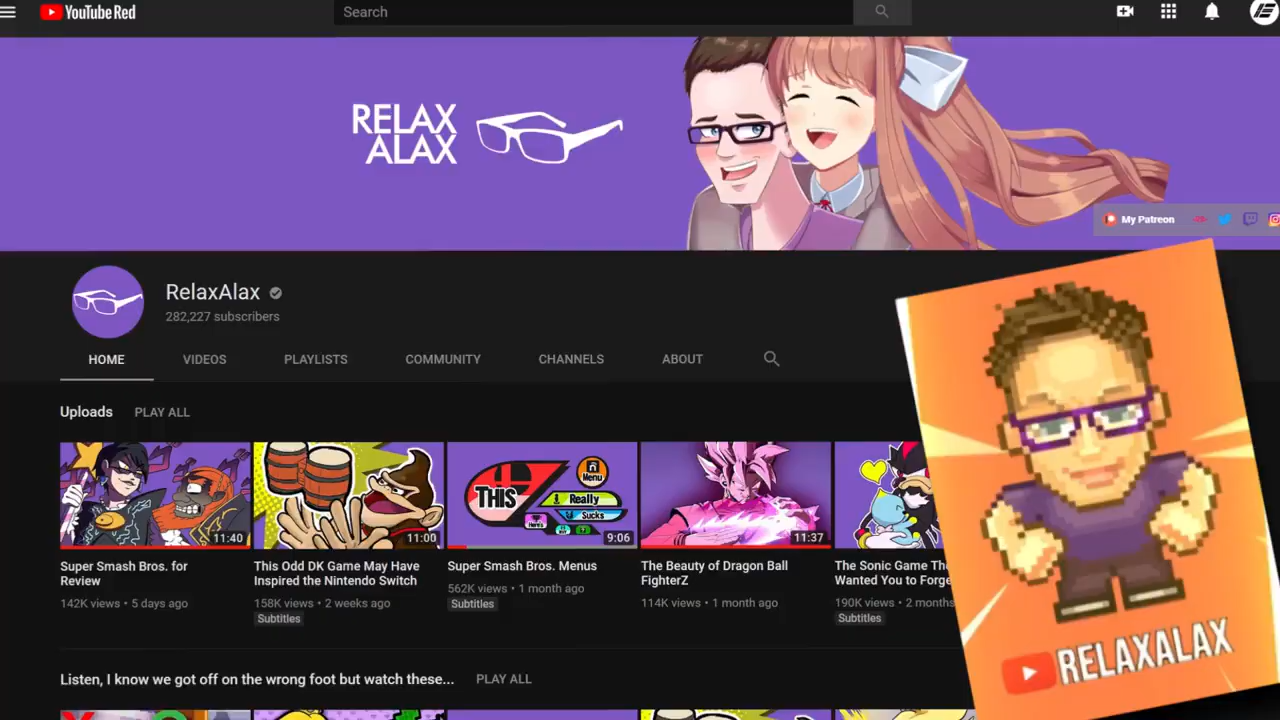 YouTube Red
Search
RELAX
ALAX
My Patreon
RelaxAlax
282,227 subscribers
HOME VIDEOS PLAYLISTS COMMUNITY CHANNELS ABOUT
Uploads PLAY ALL
THIS
Menu
Really
Sucks
11:40
11:00
9:06
11:37
Super Smash Bros. for
Review
142K views • 5 days ago
This Odd DK Game May Have
Inspired the Nintendo Switch
158K views • 2 weeks ago
Subtitles
Super Smash Bros. Menus
562K views • 1 month ago
Subtitles
The Beauty of Dragon Ball
FighterZ
114K views • 1 month ago
The Sonic Game The
Wanted You to Forge
190K views • 2 months
Subtitles
Listen, I know we got off on the wrong foot but watch these... PLAY ALL
RELAXALAX